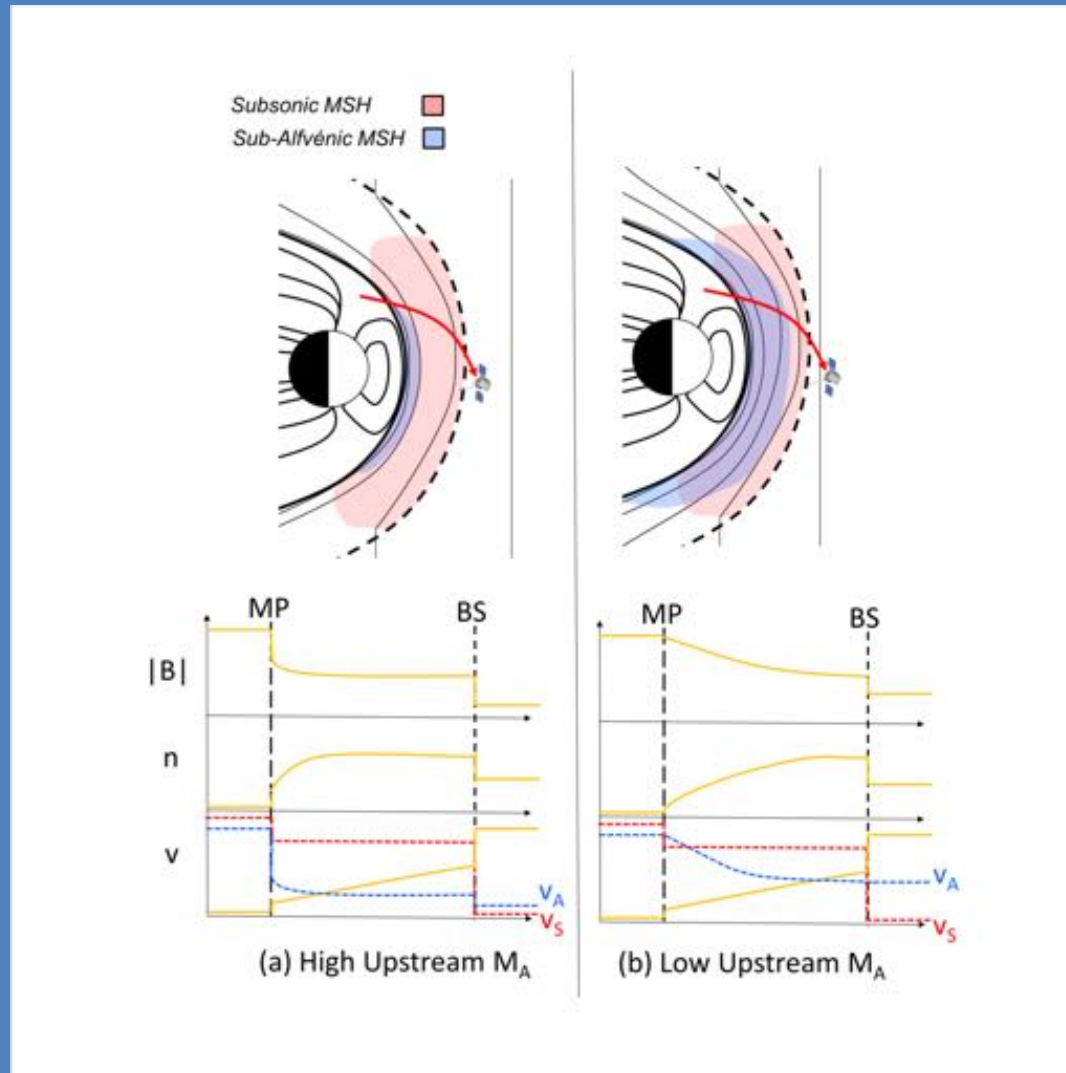 Subsonic MSH
Sub-Alfvénic MSH
MP
BS
|B|
n
v
v_A
v_S
(a) High Upstream M_A
MP
BS
v_A
v_S
(b) Low Upstream M_A